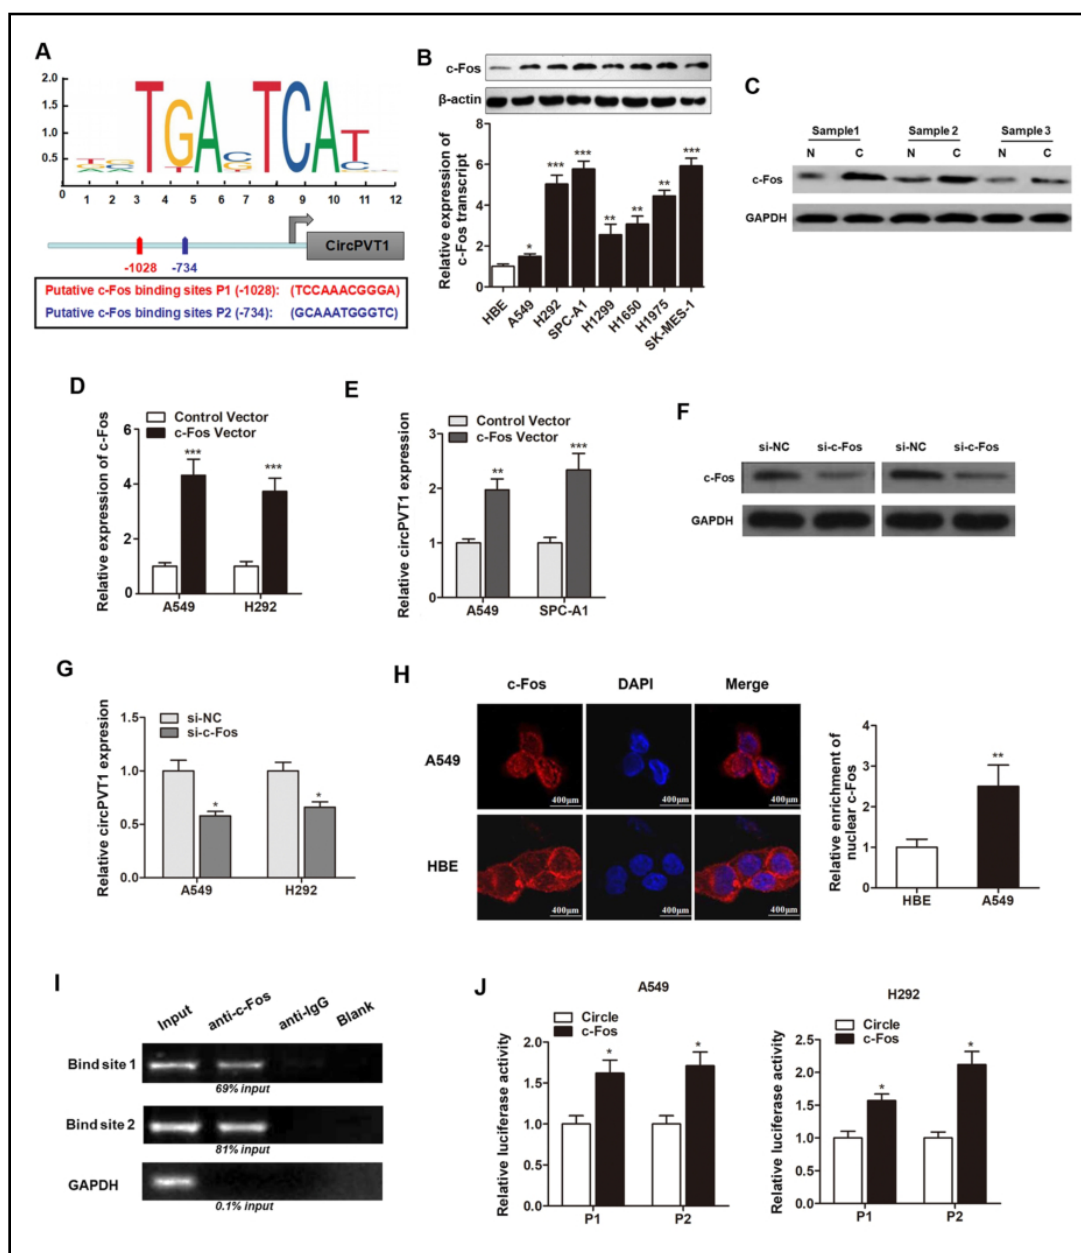 A
2.0
1.5
1.0
0.5
TGA TCAT
0 1 2 3 4 5 6 7 8 9 10 11 12
CircPVT1
-1028 -734
Putative c-Fos binding sites P1 (-1028): (TCCAAACGGGA)
Putative c-Fos binding sites P2 (-734): (GCAAATGGGTC)
B
c-Fos
β-actin
Relative expression of
c-Fos transcript
8
6
4
2
0
* *** *** ** ** ** ***
HBE A549 H292 SPC-A1 H1299 H1650 H1975 SK-MES-1
C
Sample1 Sample 2 Sample 3
N C N C N C
c-Fos
GAPDH
D
Control Vector
c-Fos Vector
Relative expression of c-Fos
6
4
2
0
*** ***
A549 H292
E
Control Vector
c-Fos Vector
Relative circPVT1 expression
3
2
1
0
** ***
A549 SPC-A1
F
si-NC si-c-Fos si-NC si-c-Fos
c-Fos
GAPDH
G
si-NC
si-c-Fos
Relative circPVT1 expresion
1.5
1.0
0.5
0.0
* *
A549 H292
H
c-Fos DAPI Merge
A549
400μm 400μm 400μm
HBE
400μm 400μm 400μm
Relative enrichment of
nuclear c-Fos
4
3
2
1
0
**
HBE A549
I
Input anti-c-Fos anti-IgG Blank
Bind site 1
69% input
Bind site 2
81% input
GAPDH
0.1% input
J
A549
Circle
c-Fos
Relative luciferase activity
2.0
1.5
1.0
0.5
0.0
* *
P1 P2
H292
Circle
c-Fos
Relative luciferase activity
2.5
2.0
1.5
1.0
0.5
0.0
* *
P1 P2